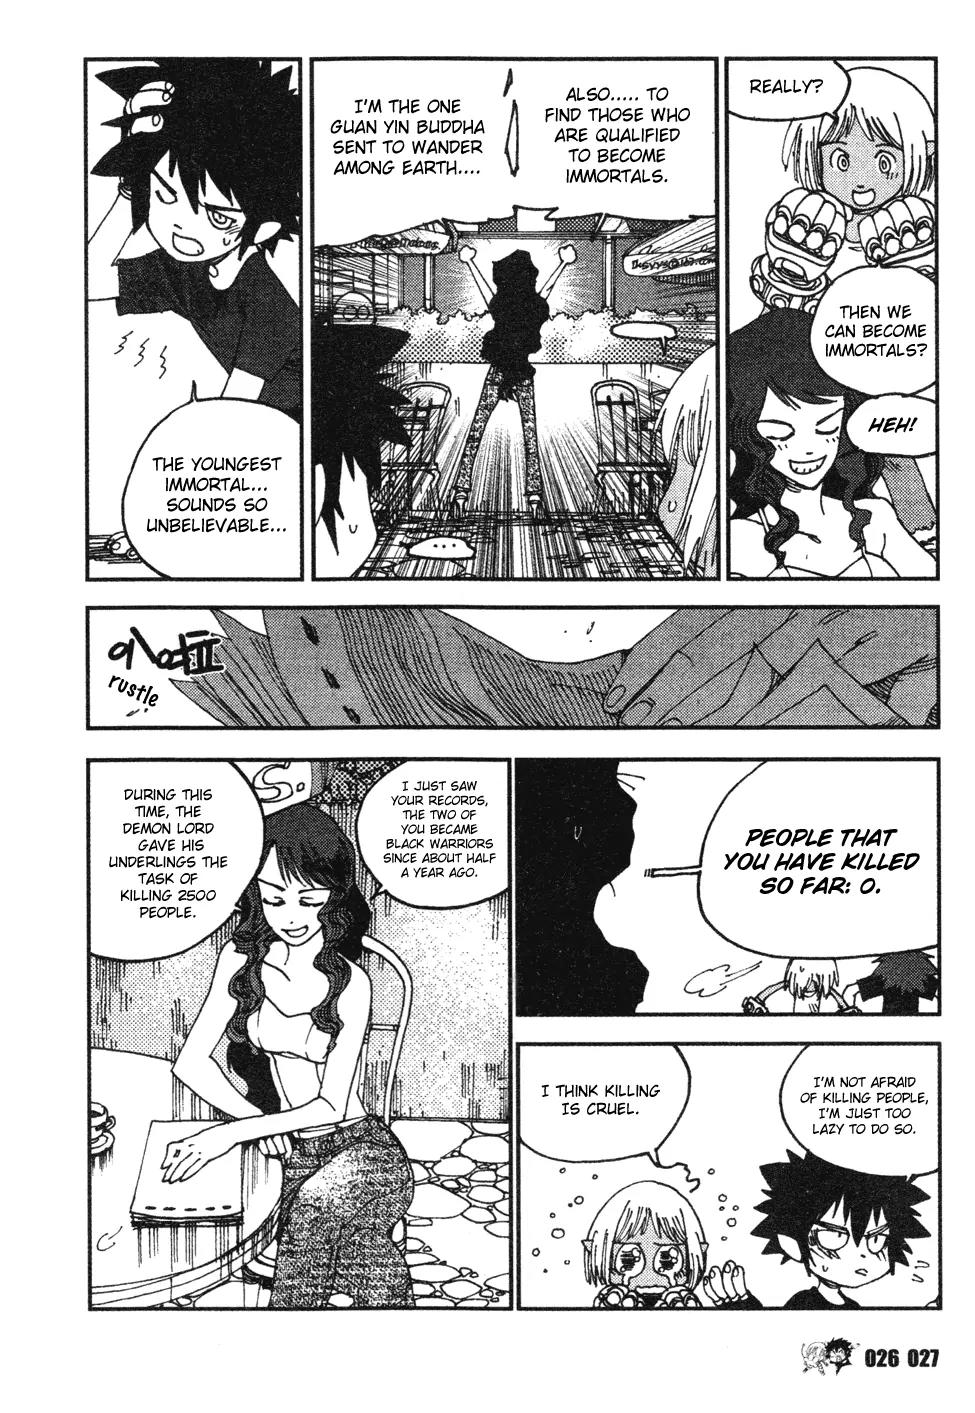 THE YOUNGEST
IMMORTAL...
SOUNDS SO
UNBELIEVABLE...
I'M THE ONE
GUAN YIN BUDDHA
SENT TO WANDER
AMONG EARTH....
ALSO..... TO
FIND THOSE WHO
ARE QUALIFIED
TO BECOME
IMMORTALS.
...
REALLY?
THEN WE
CAN BECOME
IMMORTALS?
HEH!
rustle
I JUST SAW
YOUR RECORDS,
THE TWO OF
YOU BECAME
BLACK WARRIORS
SINCE ABOUT HALF
A YEAR AGO.
DURING THIS
TIME, THE
DEMON LORD
GAVE HIS
UNDERLINGS THE
TASK OF
KILLING 2500
PEOPLE.
PEOPLE THAT
YOU HAVE KILLED
SO FAR: 0.
I THINK KILLING
IS CRUEL.
I'M NOT AFRAID
OF KILLING PEOPLE,
I'M JUST TOO
LAZY TO DO SO.
026 027